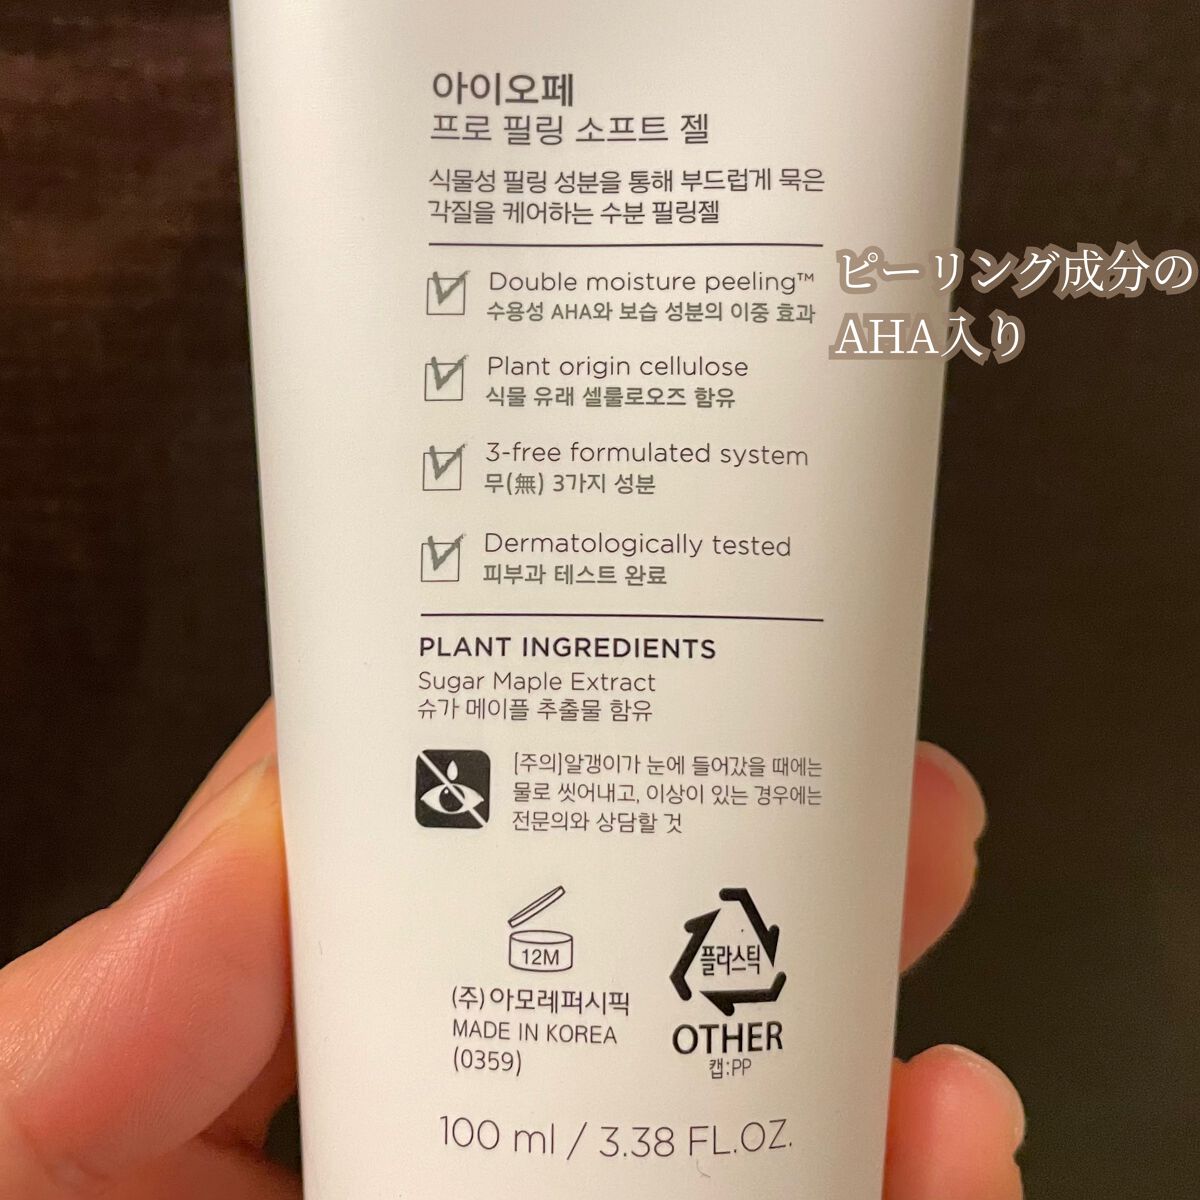 아이오페
프로 필링 소프트 젤
식물성 필링 성분을 통해 부드럽게 묵은
각질을 케어하는 수분 필링젤
Double moisture peeling™
수용성 AHA와 보습 성분의 이중 효과
ピーリング成分の
AHA入り
Plant origin cellulose
식물 유래 셀룰로오즈 함유
3-free formulated system
무(無) 3가지 성분
Dermatologically tested
피부과 테스트 완료
PLANT INGREDIENTS
Sugar Maple Extract
슈가 메이플 추출물 함유
[주의]알갱이가 눈에 들어갔을 때에는
물로 씻어내고, 이상이 있는 경우에는
전문의와 상담할 것
12M
플라스틱
(주)아모레퍼시픽
MADE IN KOREA
(0359)
OTHER
캡:PP
100 ml / 3.38 FL.OZ.